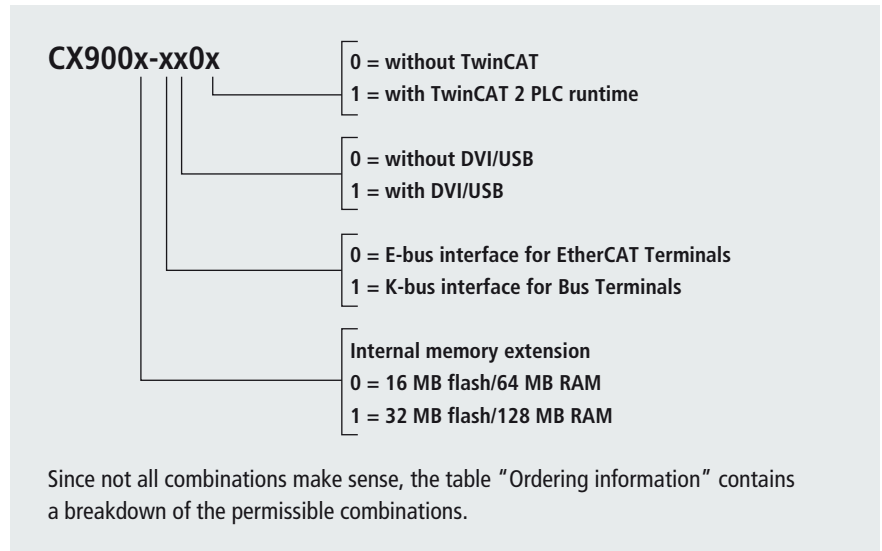 CX900x-xx0x
0 = without TwinCAT
1 = with TwinCAT 2 PLC runtime
0 = without DVI/USB
1 = with DVI/USB
0 = E-bus interface for EtherCAT Terminals
1 = K-bus interface for Bus Terminals
Internal memory extension
0 = 16 MB flash/64 MB RAM
1 = 32 MB flash/128 MB RAM
Since not all combinations make sense, the table “Ordering information” contains
a breakdown of the permissible combinations.